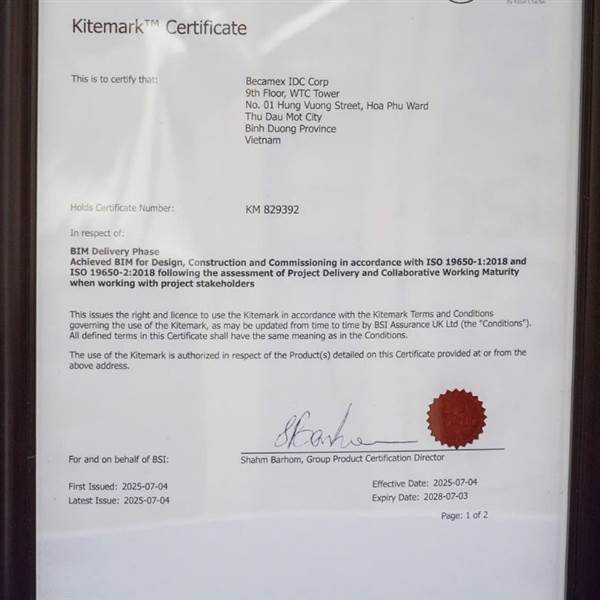 Kitemark™ Certificate
This is to certify that: Becamex IDC Corp
9th Floor, WTC Tower
No. 01 Hung Vuong Street, Hoa Phu Ward
Thu Dau Mot City
Binh Duong Province
Vietnam
Holds Certificate Number: KM 829392
In respect of:
BIM Delivery Phase
Achieved BIM for Design, Construction and Commissioning in accordance with ISO 19650-1:2018 and
ISO 19650-2:2018 following the assessment of Project Delivery and Collaborative Working Maturity
when working with project stakeholders
This issues the right and licence to use the Kitemark in accordance with the Kitemark Terms and Conditions
governing the use of the Kitemark, as may be updated from time to time by BSI Assurance UK Ltd (the "Conditions").
All defined terms in this Certificate shall have the same meaning as in the Conditions.
The use of the Kitemark is authorized in respect of the Product(s) detailed on this Certificate provided at or from the
above address.
For and on behalf of BSI: Shahm Barhom, Group Product Certification Director
First Issued: 2025-07-04 Effective Date: 2025-07-04
Latest Issue: 2025-07-04 Expiry Date: 2028-07-03
Page: 1 of 2